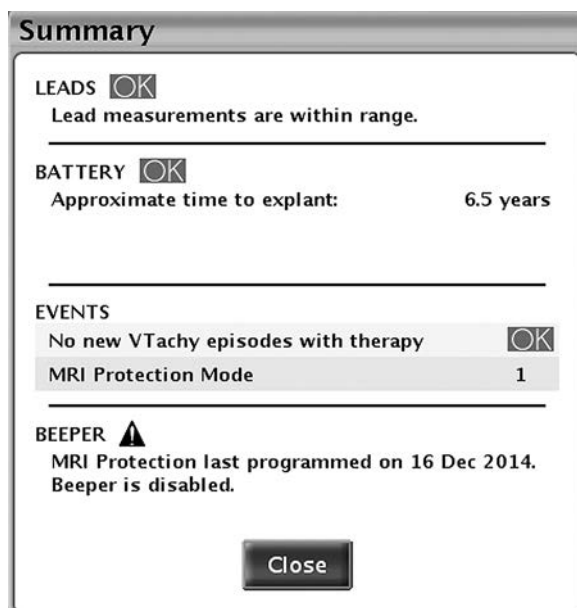 Summary
LEADS OK
Lead measurements are within range.
BATTERY OK
Approximate time to explant: 6.5 years
EVENTS
No new VTachy episodes with therapy OK
MRI Protection Mode 1
BEEPER
MRI Protection last programmed on 16 Dec 2014.
Beeper is disabled.
Close